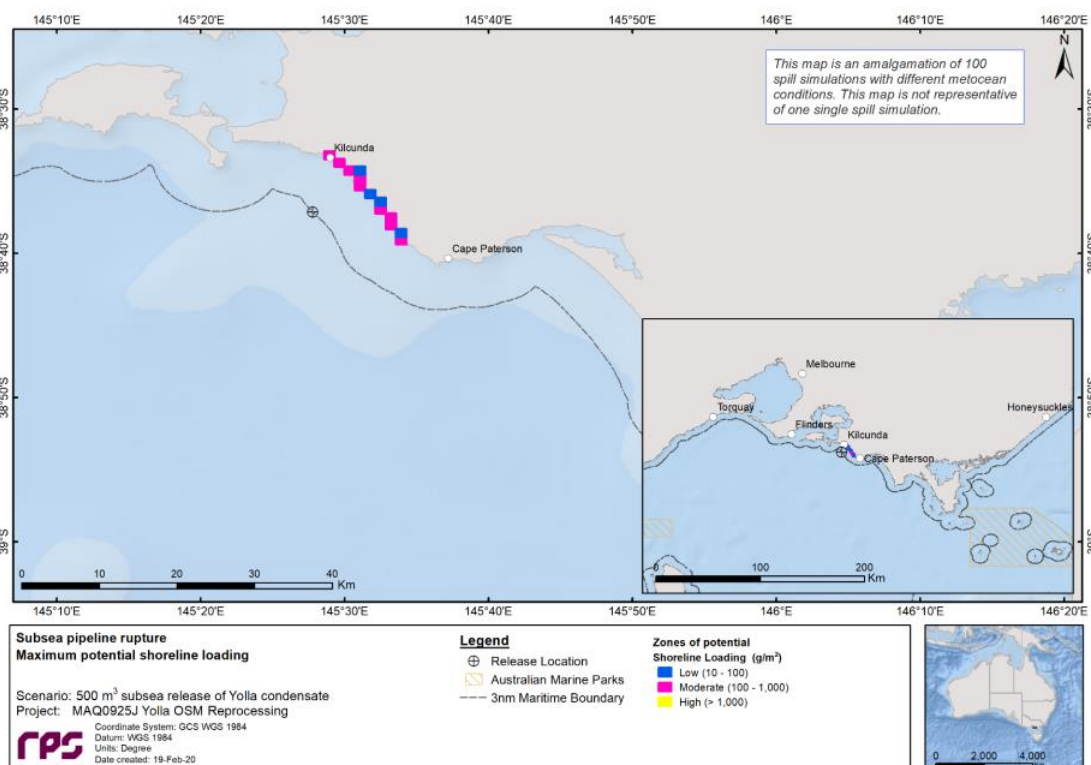 145°10'E 145°20'E 145°30'E 145°40'E 145°50'E 146°E 146°10'E 146°20'E
N
This map is an amalgamation of 100
spill simulations with different metocean
conditions. This map is not representative
of one single spill simulation.
38°30'S
38°30'S
Kilcunda
38°40'S
38°40'S
Cape Paterson
Melbourne
Torquay
Honeysuckles
Flinders
Kilcunda
Cape Paterson
38°50'S
38°50'S
39°S
39°S
0 10 20 30 40
Km
0 100 200
Km
145°10'E 145°20'E 145°30'E 145°40'E 145°50'E 146°E 146°10'E 146°20'E
Subsea pipeline rupture
Maximum potential shoreline loading
Scenario: 500 m³ subsea release of Yolla condensate
Project: MAQ0925J Yolla OSM Reprocessing
rps
Coordinate System: GCS WGS 1984
Datum: WGS 1984
Units: Degree
Date created: 19-Feb-20
Legend
Release Location
Australian Marine Parks
3nm Maritime Boundary
Zones of potential
Shoreline Loading (g/m²)
Low (10 - 100)
Moderate (100 - 1,000)
High (> 1,000)
0 2,000 4,000